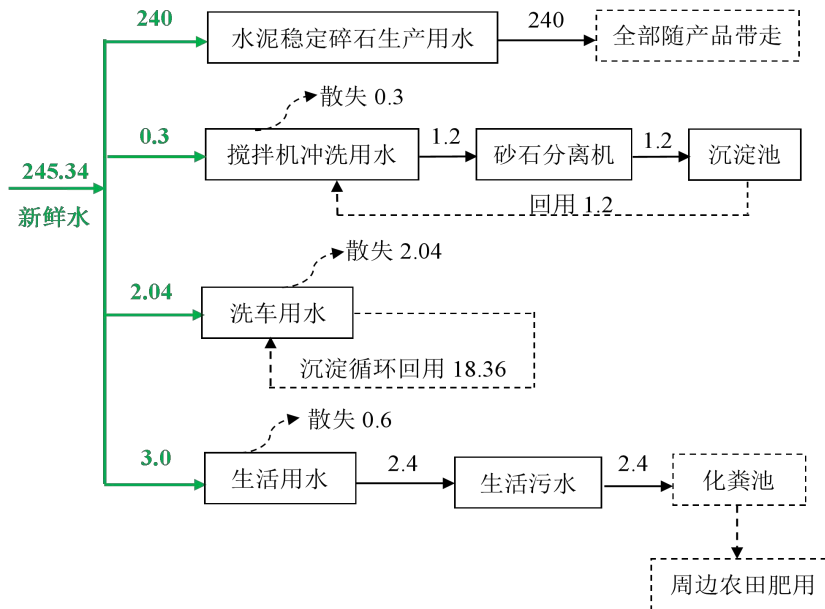 240
水泥稳定碎石生产用水
240
全部随产品带走
散失 0.3
0.3
搅拌机冲洗用水
1.2
砂石分离机
1.2
沉淀池
245.34
新鲜水
回用 1.2
散失 2.04
2.04
洗车用水
沉淀循环回用 18.36
散失 0.6
3.0
生活用水
2.4
生活污水
2.4
化粪池
周边农田肥用